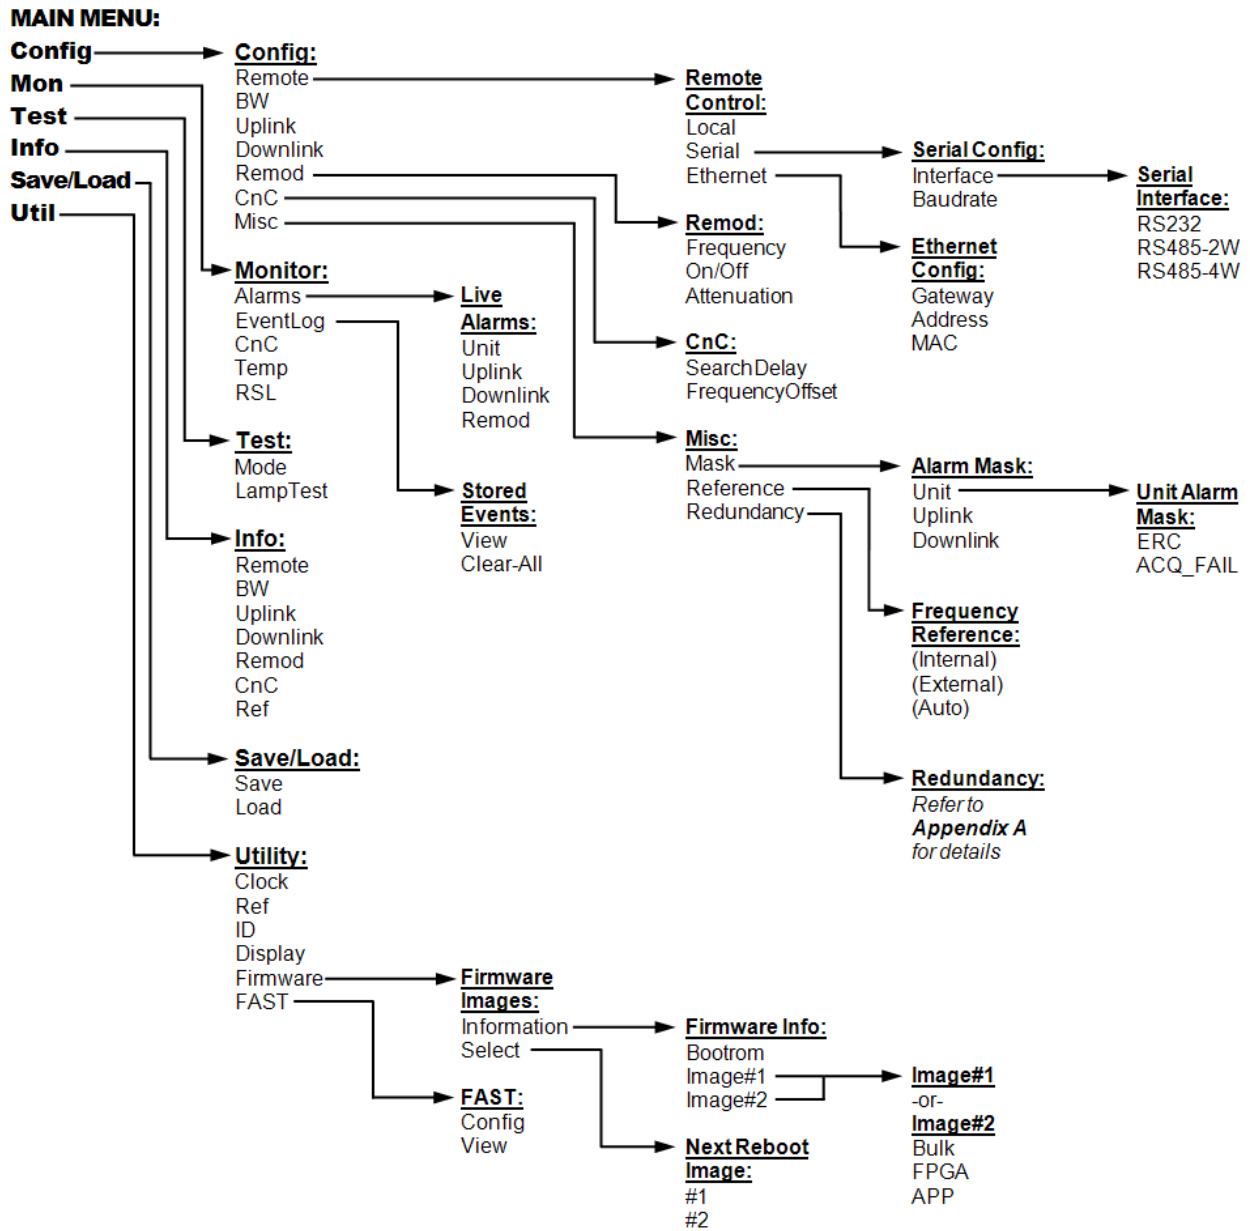 MAIN MENU:
Config
Mon
Test
Info
Save/Load
Util
Config:
Remote
BW
Uplink
Downlink
Remod
CnC
Misc
Remote
Control:
Local
Serial
Ethernet
Serial Config:
Interface
Baudrate
Serial
Interface:
RS232
RS485-2W
RS485-4W
Ethernet
Config:
Gateway
Address
MAC
Remod:
Frequency
On/Off
Attenuation
CnC:
SearchDelay
FrequencyOffset
Misc:
Mask
Reference
Redundancy
Alarm Mask:
Unit
Uplink
Downlink
Unit Alarm
Mask:
ERC
ACQ_FAIL
Frequency
Reference:
(Internal)
(External)
(Auto)
Redundancy:
Refer to
Appendix A
for details
Monitor:
Alarms
EventLog
CnC
Temp
RSL
Live
Alarms:
Unit
Uplink
Downlink
Remod
Stored
Events:
View
Clear-All
Test:
Mode
LampTest
Info:
Remote
BW
Uplink
Downlink
Remod
CnC
Ref
Save/Load:
Save
Load
Utility:
Clock
Ref
ID
Display
Firmware
FAST
Firmware
Images:
Information
Select
Firmware Info:
Bootrom
Image#1
Image#2
Image#1
-or-
Image#2
Bulk
FPGA
APP
Next Reboot
Image:
#1
#2
FAST:
Config
View